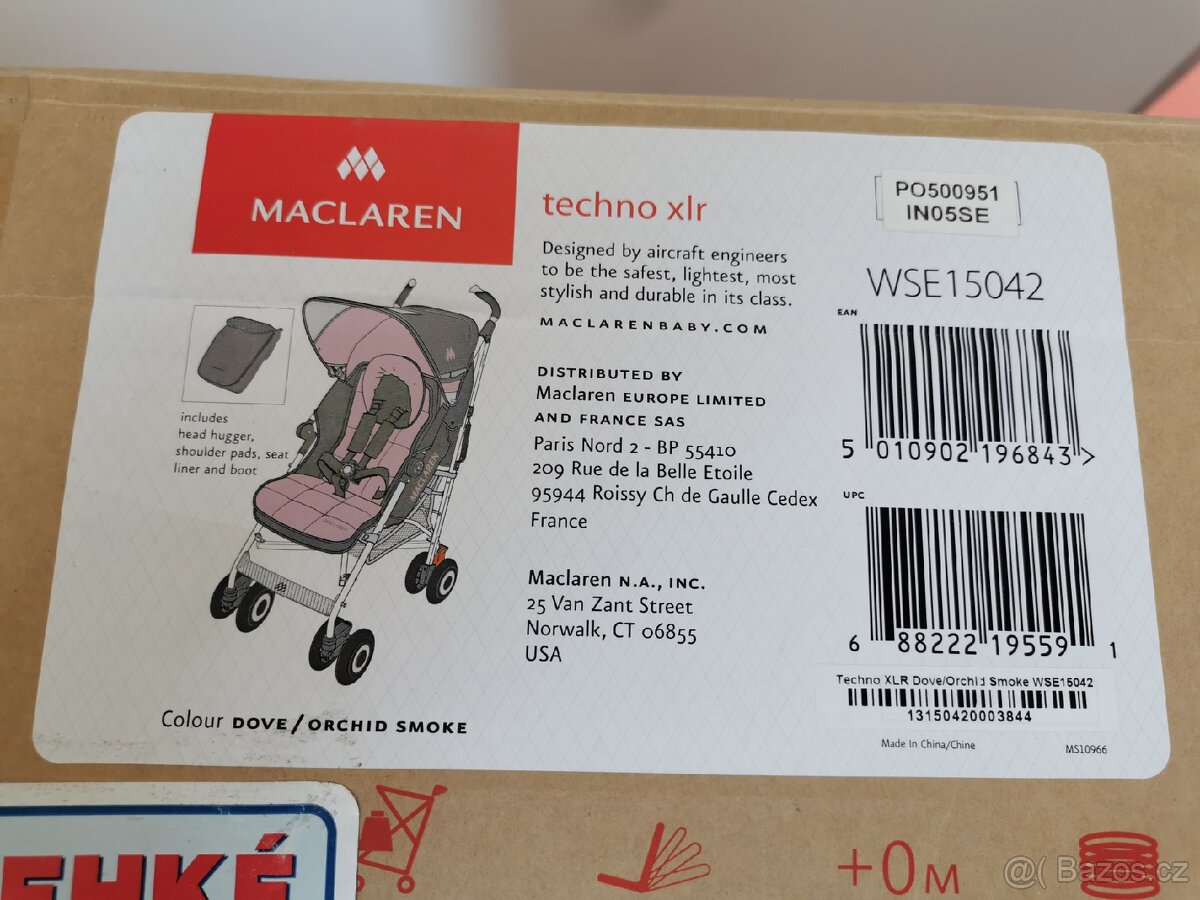 MACLAREN
techno xlr
Designed by aircraft engineers
to be the safest, lightest, most
stylish and durable in its class.
MACLARENBABY.COM
DISTRIBUTED BY
Maclaren EUROPE LIMITED
AND FRANCE SAS
Paris Nord 2 - BP 55410
209 Rue de la Belle Etoile
95944 Roissy Ch de Gaulle Cedex
France
Maclaren N.A., INC.
25 Van Zant Street
Norwalk, CT 06855
USA
includes
head hugger,
shoulder pads, seat
liner and boot
MACLAREN
Colour DOVE/ORCHID SMOKE
PO500951
IN05SE
WSE15042
EAN
5 010902 196843 >
UPC
6 88222 19559 1
Techno XLR Dove/Orchid Smoke WSE15042
13150420003844
Made In China/Chine
MS10966
EHKÉ
+0M
@( Bazos.cz